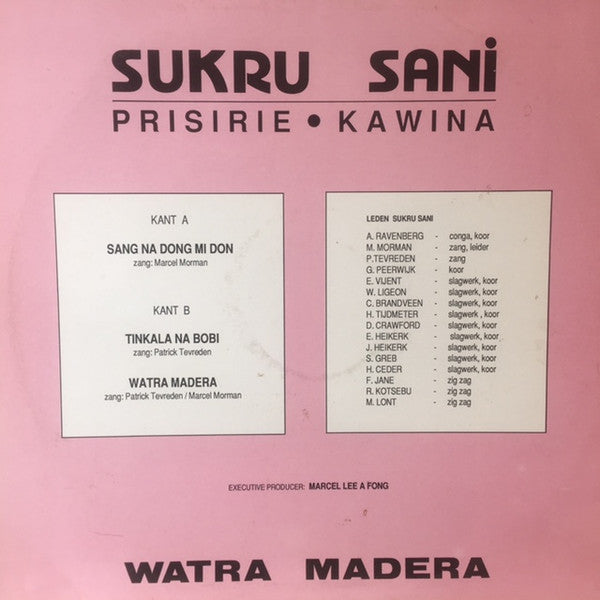 SUKRU SANi
PRISIRIE • KAWINA
KANT A
SANG NA DONG MI DON
zang: Marcel Morman
KANT B
TINKALA NA BOBI
zang: Patrick Tevreden
WATRA MADERA
zang: Patrick Tevreden / Marcel Morman
LEDEN SUKRU SANI
A. RAVENBERG - conga, koor
M. MORMAN - zang, leider
P.TEVREDEN - zang
G. PEERWIJK - koor
E. VIJENT - slagwerk, koor
W. LIGEON - slagwerk, koor
C. BRANDVEEN - slagwerk, koor
H. TIJDMETER - slagwerk , koor
D. CRAWFORD - slagwerk, koor
E. HEIKERK - slagwerk, koor
J. HEIKERK - slagwerk, koor
S. GREB - slagwerk, koor
H. CEDER - slagwerk, koor
F. JANE - zig zag
R. KOTSEBU - zig zag
M. LONT - zig zag
EXECUTIVE PRODUCER: MARCEL LEE A FONG
WATRA MADERA